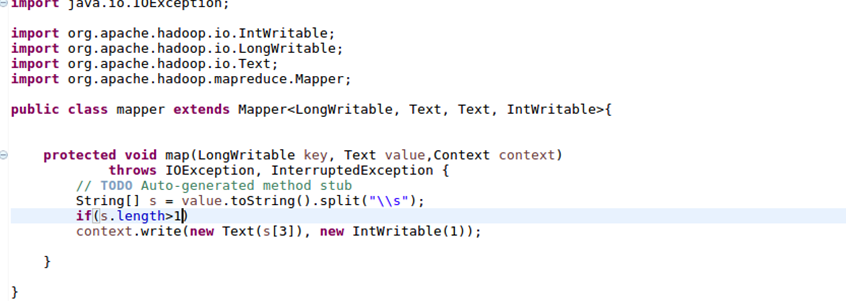 import java.io.IOException;
import org.apache.hadoop.io.IntWritable;
import org.apache.hadoop.io.LongWritable;
import org.apache.hadoop.io.Text;
import org.apache.hadoop.mapreduce.Mapper;
public class mapper extends Mapper<LongWritable, Text, Text, IntWritable>{
protected void map(LongWritable key, Text value,Context context)
throws IOException, InterruptedException {
// TODO Auto-generated method stub
String[] s = value.toString().split("\\s");
if(s.length>1)
context.write(new Text(s[3]), new IntWritable(1));
}
}